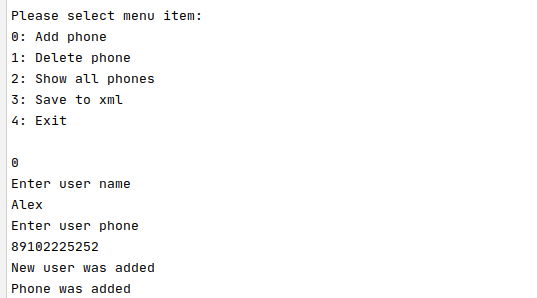 Please select menu item:
0: Add phone
1: Delete phone
2: Show all phones
3: Save to xml
4: Exit
0
Enter user name
Alex
Enter user phone
89102225252
New user was added
Phone was added